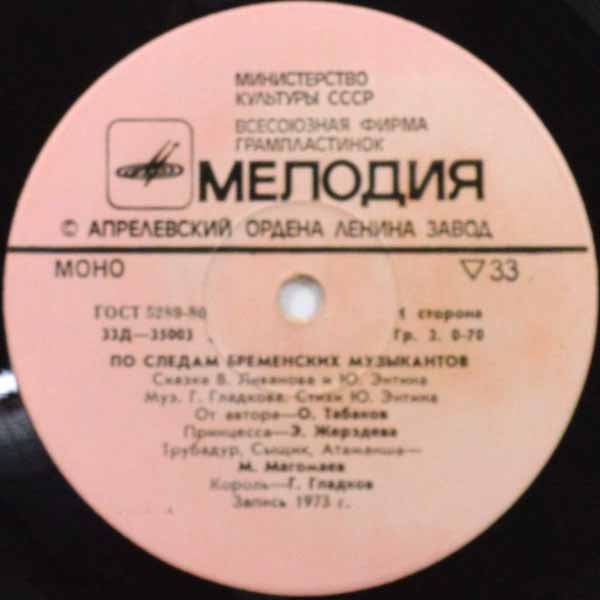 МИНИСТЕРСТВО
КУЛЬТУРЫ СССР
ВСЕСОЮЗНАЯ ФИРМА
ГРАМПЛАСТИНОК
МЕЛОДИЯ
© АПРЕЛЕВСКИЙ ОРДЕНА ЛЕНИНА ЗАВОД
МОНО ▽33
ГОСТ 5289-80 1 сторона
33Д—35003 Гр. 2. 0-70
ПО СЛЕДАМ БРЕМЕНСКИХ МУЗЫКАНТОВ
Сказка В. Ливанова и Ю. Энтина
Муз. Г. Гладкова. Стихи Ю. Энтина
От автора—О. Табаков
Принцесса—Э. Жерздева
Трубадур, Сыщик, Атаманша—
М. Магомаев
Король—Г. Гладков
Запись 1973 г.